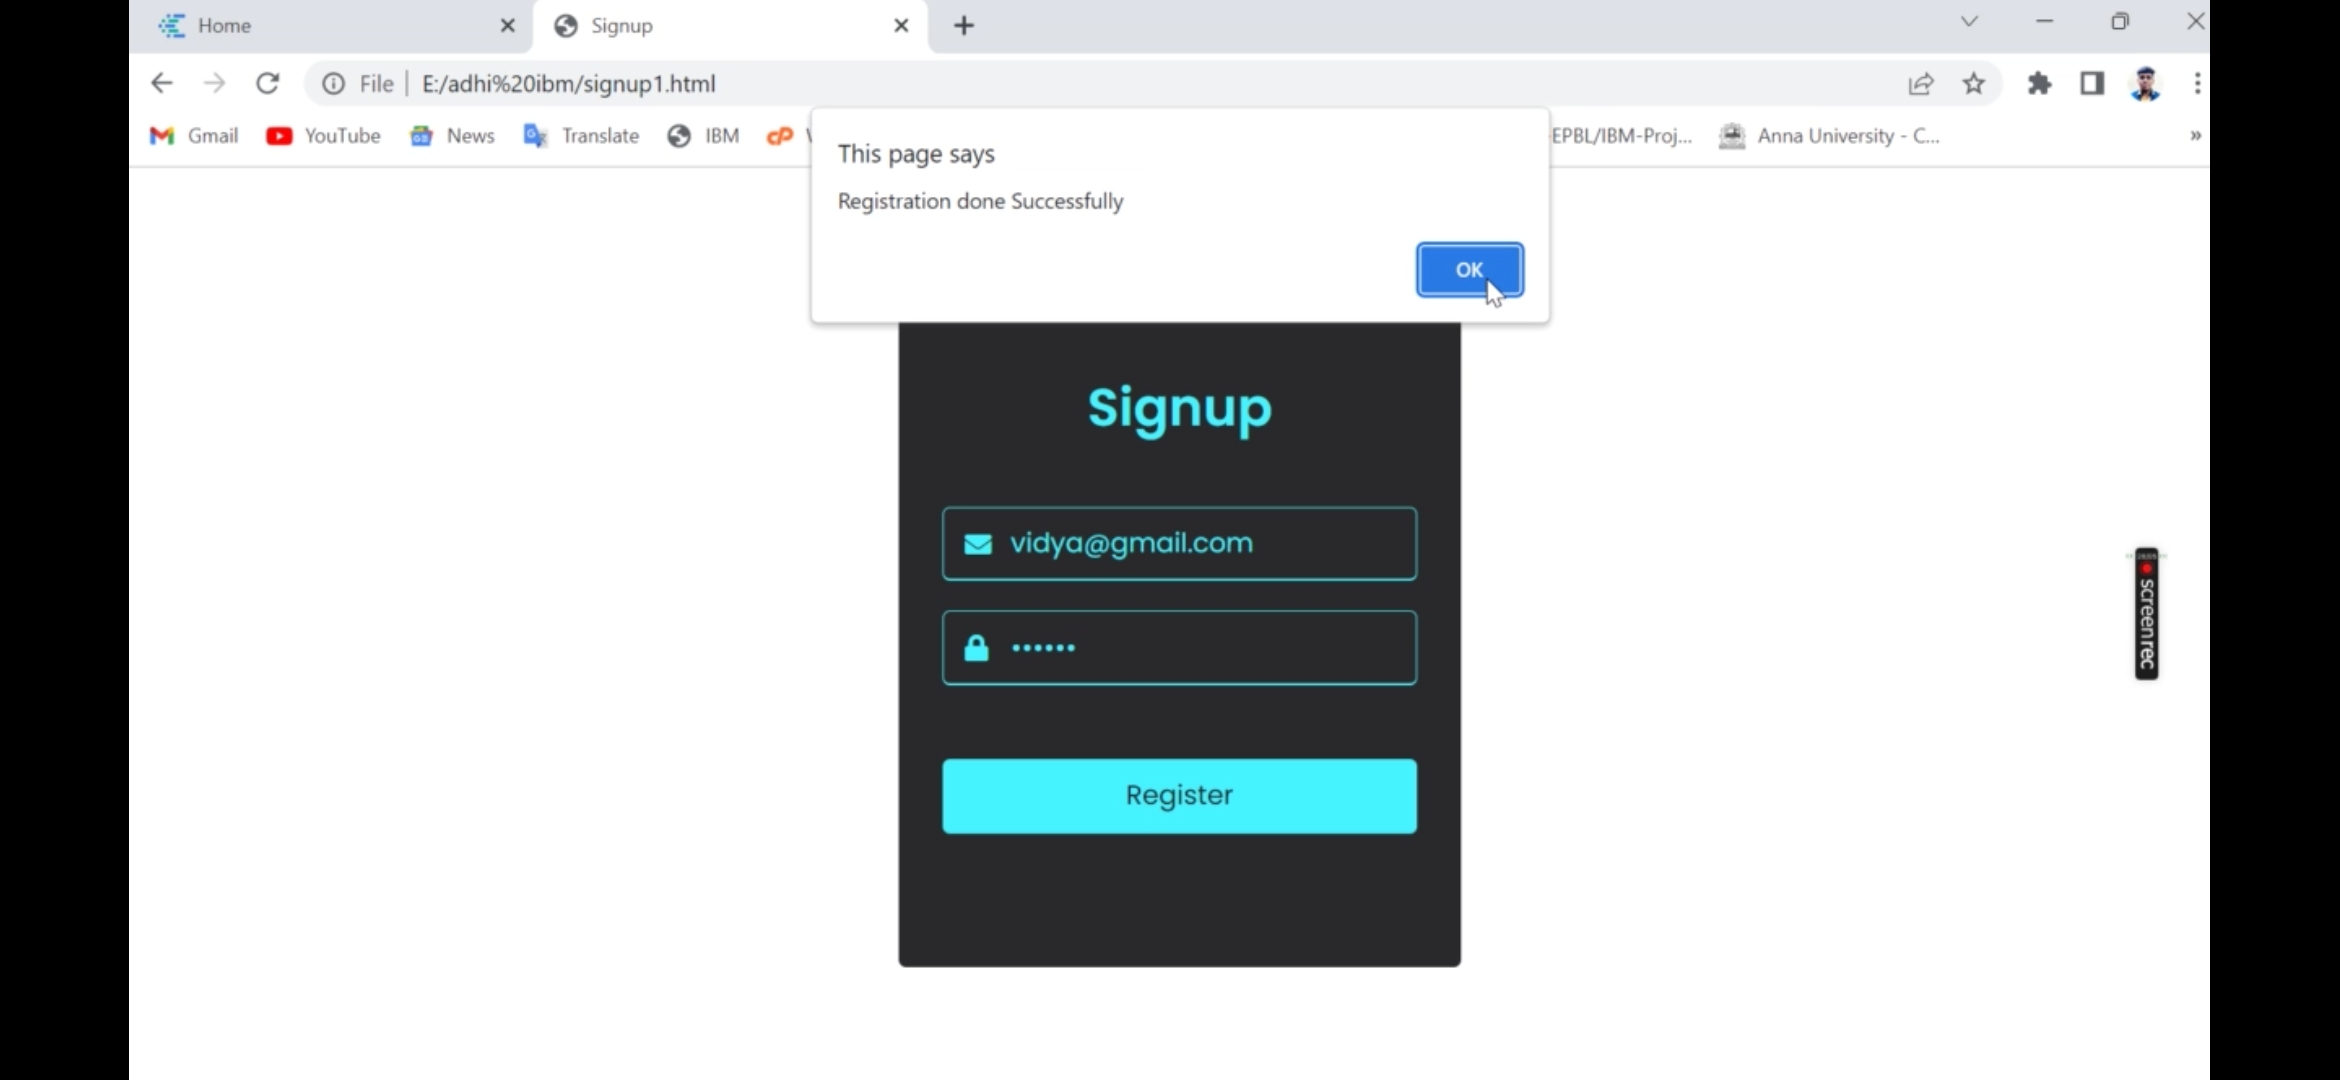 Home
Signup
File
E:/adhi%20ibm/signup1.html
Gmail
YouTube
News
Translate
IBM
-EPBL/IBM-Proj...
Anna University - C...
This page says
Registration done Successfully
OK
Signup
vidya@gmail.com
••••••
Register
screenrec